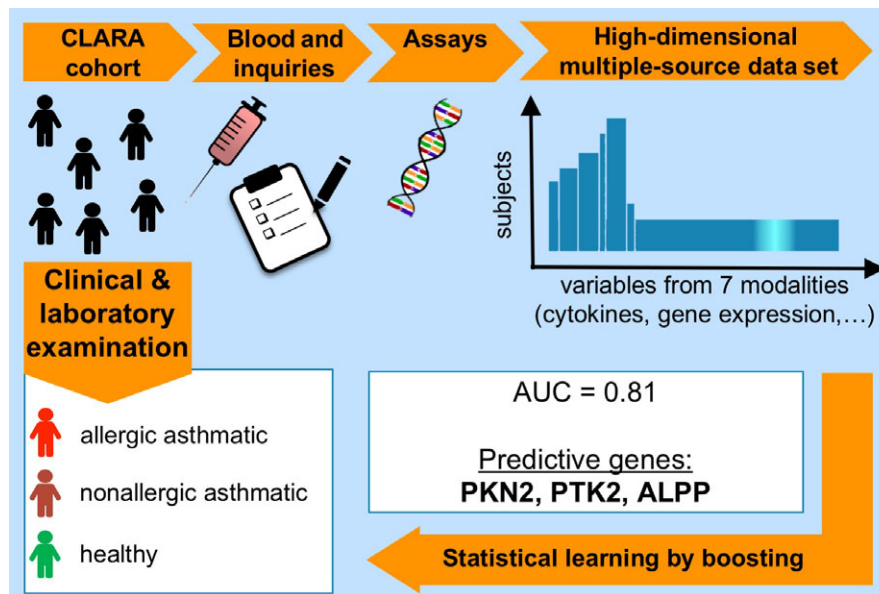 CLARA
cohort
Blood and
inquiries
Assays
High-dimensional
multiple-source data set
subjects
variables from 7 modalities
(cytokines, gene expression,...)
Clinical &
laboratory
examination
allergic asthmatic
nonallergic asthmatic
healthy
AUC = 0.81
Predictive genes:
PKN2, PTK2, ALPP
Statistical learning by boosting